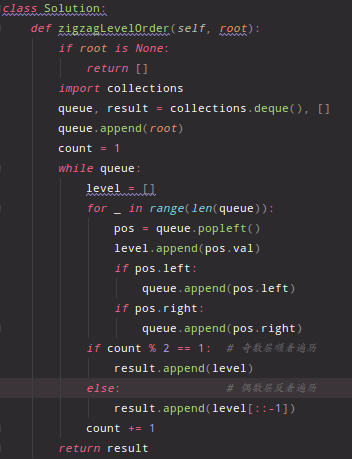 class Solution:
    def zigzagLevelOrder(self, root):
        if root is None:
            return []
        import collections
        queue, result = collections.deque(), []
        queue.append(root)
        count = 1
        while queue:
            level = []
            for _ in range(len(queue)):
                pos = queue.popleft()
                level.append(pos.val)
                if pos.left:
                    queue.append(pos.left)
                if pos.right:
                    queue.append(pos.right)
            if count % 2 == 1:  # 奇数层顺着遍历
                result.append(level)
            else:               # 偶数层反着遍历
                result.append(level[::-1])
            count += 1
        return result